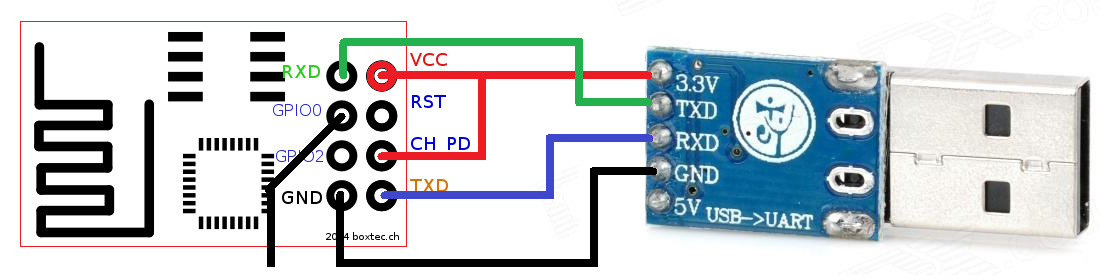 RXD
VCC
GPIO0
RST
GPIO2
CH_PD
GND
TXD
2014 boxtec.ch
3.3V
TXD
RXD
GND
5V USB->UART